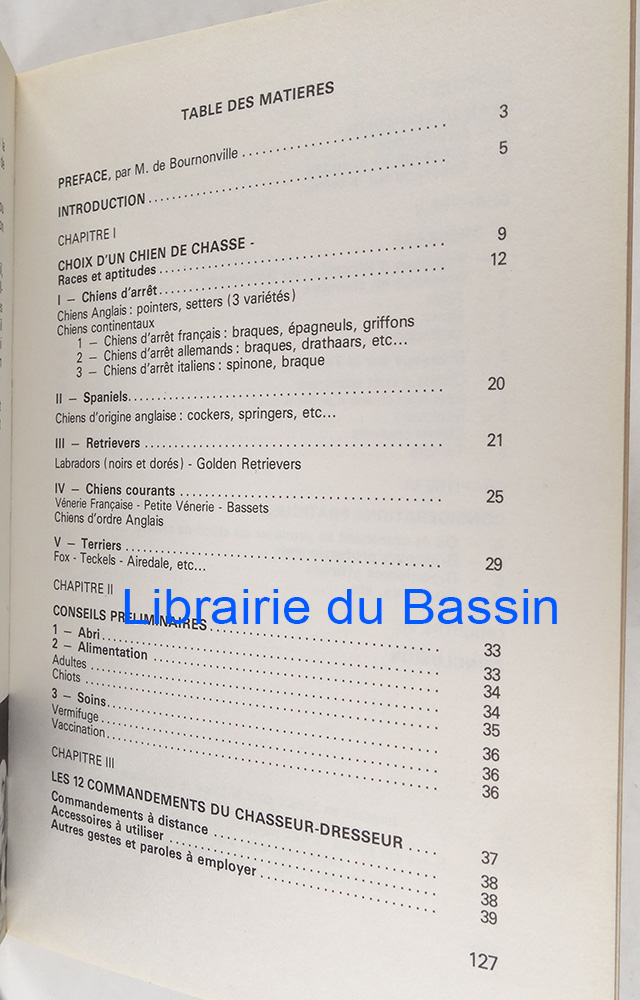 TABLE DES MATIERES
PREFACE, par M. de Bournonville ........ 3
INTRODUCTION ........ 5
CHAPITRE I
CHOIX D'UN CHIEN DE CHASSE -
Races et aptitudes ........ 9
I – Chiens d'arrêt ........ 12
Chiens Anglais : pointers, setters (3 variétés)
Chiens continentaux
1 – Chiens d'arrêt français : braques, épagneuls, griffons
2 – Chiens d'arrêt allemands : braques, drathaars, etc...
3 – Chiens d'arrêt italiens : spinone, braque
II – Spaniels ........ 20
Chiens d'origine anglaise : cockers, springers, etc...
III – Retrievers ........ 21
Labradors (noirs et dorés) - Golden Retrievers
IV – Chiens courants ........ 25
Vénerie Française - Petite Vénerie - Bassets
Chiens d'ordre Anglais
V – Terriers ........ 29
Fox - Teckels - Airedale, etc...
CHAPITRE II
Librairie du Bassin
CONSEILS PRELIMINAIRES ........ 33
1 – Abri ........ 33
2 – Alimentation ........ 34
Adultes ........ 34
Chiots ........ 35
3 – Soins ........ 36
Vermifuge ........ 36
Vaccination ........ 36
CHAPITRE III
LES 12 COMMANDEMENTS DU CHASSEUR-DRESSEUR .... 37
Commandements à distance ........ 38
Accessoires à utiliser ........ 38
Autres gestes et paroles à employer ........ 39
127